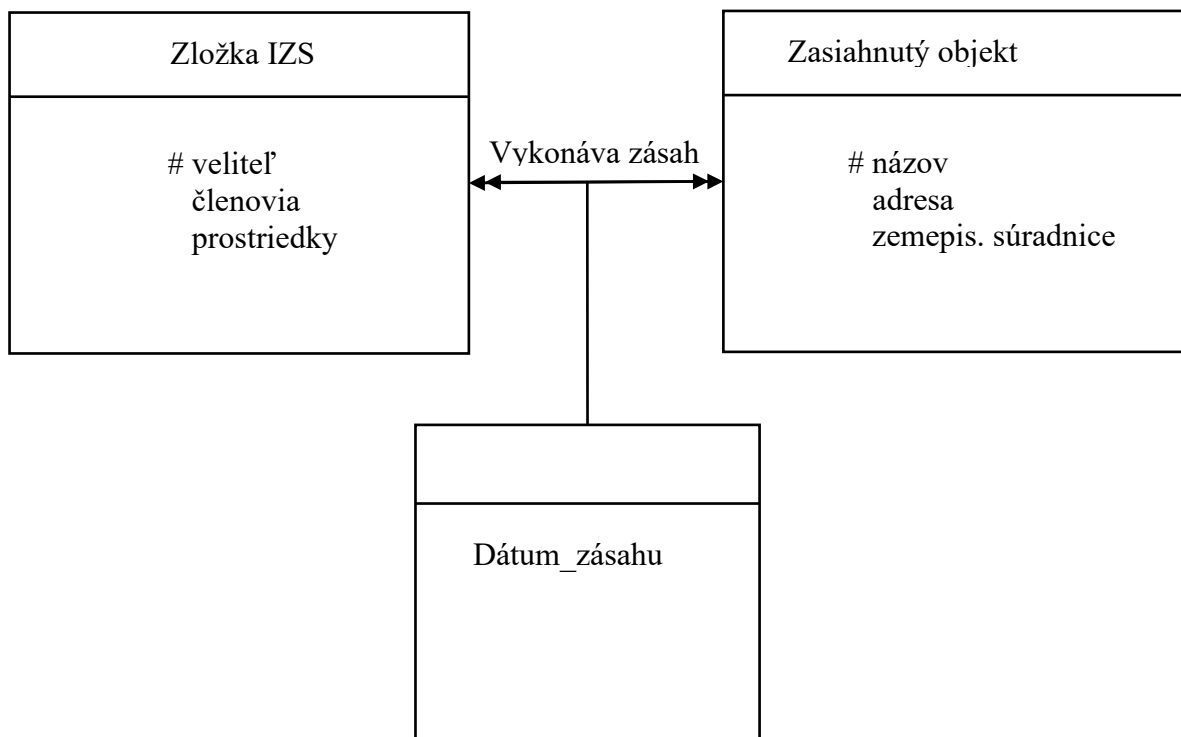 Zložka IZS
# veliteľ
členovia
prostriedky
Vykonáva zásah
Zasiahnutý objekt
# názov
adresa
zemepis. súradnice
Dátum_zásahu